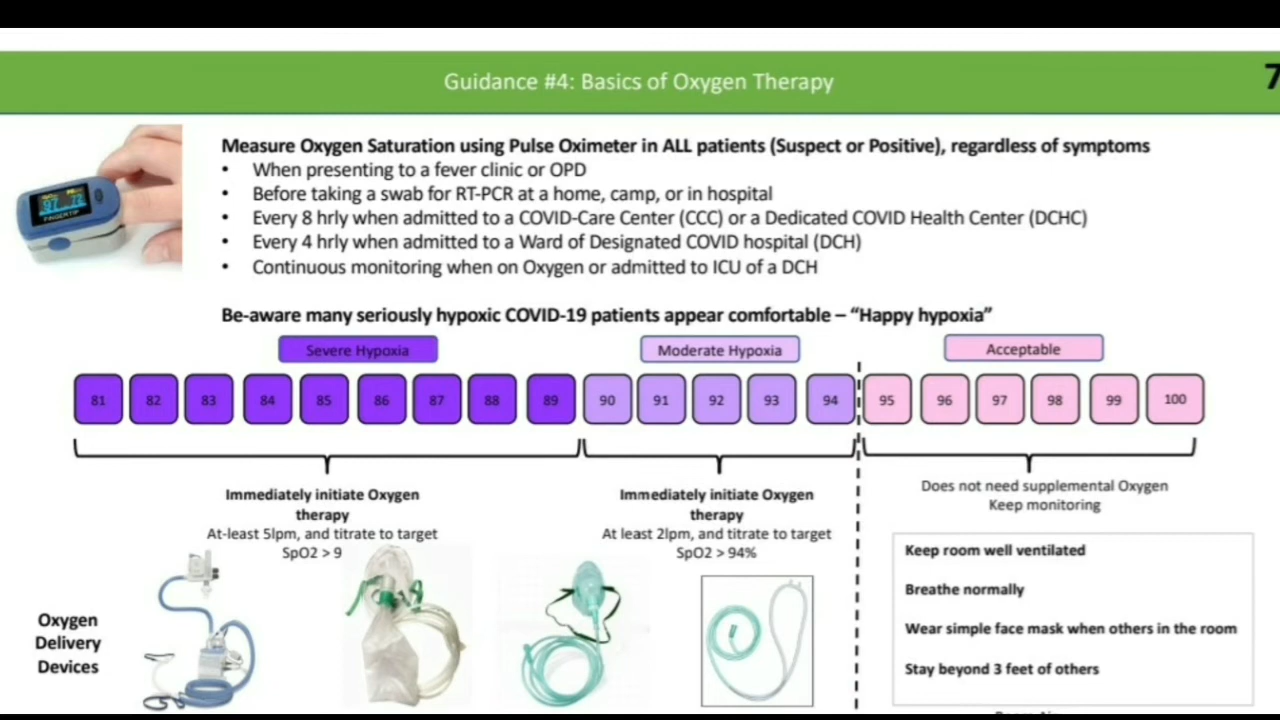 Guidance #4: Basics of Oxygen Therapy
7
Measure Oxygen Saturation using Pulse Oximeter in ALL patients (Suspect or Positive), regardless of symptoms
• When presenting to a fever clinic or OPD
• Before taking a swab for RT-PCR at a home, camp, or in hospital
• Every 8 hrly when admitted to a COVID-Care Center (CCC) or a Dedicated COVID Health Center (DCHC)
• Every 4 hrly when admitted to a Ward of Designated COVID hospital (DCH)
• Continuous monitoring when on Oxygen or admitted to ICU of a DCH
97 72
FINGERTIP
Be-aware many seriously hypoxic COVID-19 patients appear comfortable – “Happy hypoxia”
Severe Hypoxia
Moderate Hypoxia
Acceptable
81 82 83 84 85 86 87 88 89 90 91 92 93 94 95 96 97 98 99 100
Immediately initiate Oxygen
therapy
At-least 5lpm, and titrate to target
SpO2 > 9
Immediately initiate Oxygen
therapy
At least 2lpm, and titrate to target
SpO2 > 94%
Does not need supplemental Oxygen
Keep monitoring
Keep room well ventilated
Breathe normally
Wear simple face mask when others in the room
Stay beyond 3 feet of others
Oxygen
Delivery
Devices